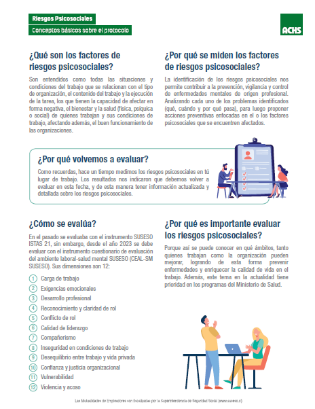 Riesgos Psicosociales
Conceptos básicos sobre el protocolo
ACHS
¿Qué son los factores de
riesgos psicosociales?
Son entendidos como todas las situaciones y
condiciones del trabajo que se relacionan con el tipo
de organización, el contenido del trabajo y la ejecución
de la tarea, los que tienen la capacidad de afectar en
forma negativa, el bienestar y la salud (física, psíquica
o social) de quienes trabajan y sus condiciones de
trabajo, afectando además, el buen funcionamiento de
las organizaciones.
¿Por qué se miden los factores
de riesgos psicosociales?
La identificación de los riesgos psicosociales nos
permite contribuir a la prevención, vigilancia y control
de enfermedades mentales de origen profesional.
Analizando cada uno de los problemas identificados
(qué, cuándo y por qué pasa), para luego proponer
acciones preventivas enfocadas en el o los factores
psicosociales que se encuentren afectados.
¿Por qué volvemos a evaluar?
Como recuerdas, hace un tiempo medimos los riesgos psicosociales en tú
lugar de trabajo. Los resultados nos indicaron que debemos volver a
evaluar en esta fecha, y de esta manera tener información actualizada y
detallada sobre los riesgos psicosociales.
¿Cómo se evalúa?
En el pasado se evaluaba con el instrumento SUSESO
ISTAS 21, sin embargo, desde el año 2023 se debe
evaluar con el instrumento cuestionario de evaluación
del ambiente laboral-salud mental SUSESO (CEAL-SM
SUSESO). Sus dimensiones son 12:
1 Carga de trabajo
2 Exigencias emocionales
3 Desarrollo profesional
4 Reconocimiento y claridad de rol
5 Conflicto de rol
6 Calidad de liderazgo
7 Compañerismo
8 Inseguridad en condiciones de trabajo
9 Desequilibrio entre trabajo y vida privada
10 Confianza y justicia organizacional
11 Vulnerabilidad
12 Violencia y acoso
¿Por qué es importante evaluar
los riesgos psicosociales?
Porque así se puede conocer en qué ámbitos, tanto
quienes trabajan como la organización pueden
mejorar, logrando de esta forma prevenir
enfermedades y enriquecer la calidad de vida en el
trabajo. Además, este tema en la actualidad tiene
prioridad en los programas del Ministerio de Salud.
Las Mutualidades de Empleadores son fiscalizadas por la Superintendencia de Seguridad Social (www.suseso.cl)